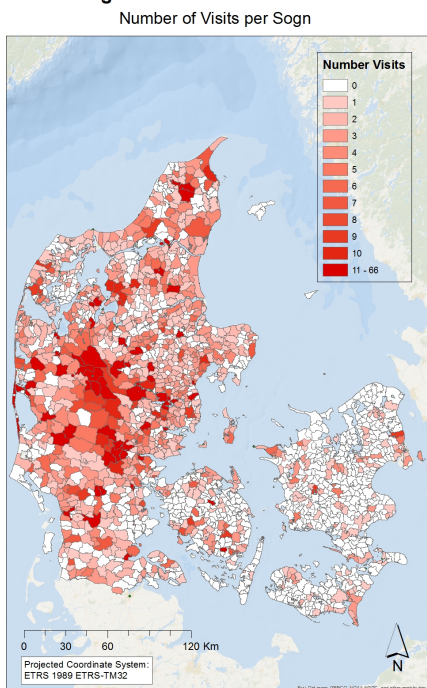 Number of Visits per Sogn
Number Visits
0
1
2
3
4
5
6
7
8
9
10
11 - 66
0 30 60 120 Km
Projected Coordinate System:
ETRS 1989 ETRS-TM32
N